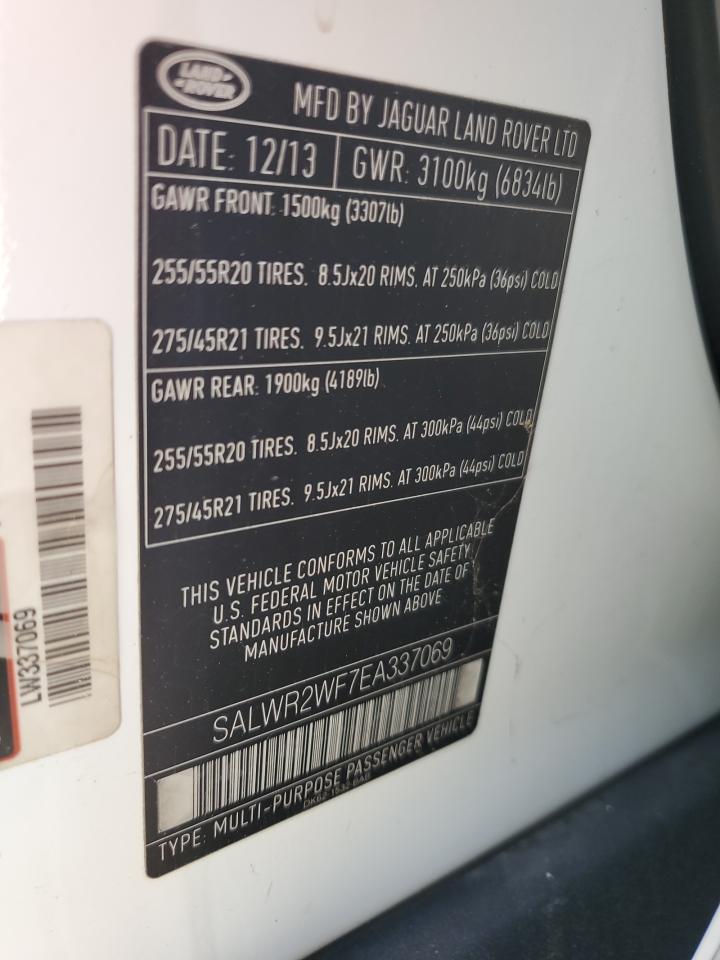 LAND ROVER
MFD BY JAGUAR LAND ROVER LTD
DATE: 12/13
GWR: 3100kg (6834lb)
GAWR FRONT: 1500kg (3307lb)
255/55R20 TIRES. 8.5Jx20 RIMS. AT 250kPa (36psi) COLD
275/45R21 TIRES. 9.5Jx21 RIMS. AT 250kPa (36psi) COLD
GAWR REAR: 1900kg (4189lb)
255/55R20 TIRES. 8.5Jx20 RIMS. AT 300kPa (44psi) COLD
275/45R21 TIRES. 9.5Jx21 RIMS. AT 300kPa (44psi) COLD
THIS VEHICLE CONFORMS TO ALL APPLICABLE
U.S. FEDERAL MOTOR VEHICLE SAFETY
STANDARDS IN EFFECT ON THE DATE OF
MANUFACTURE SHOWN ABOVE
SALWR2WF7EA337069
TYPE: MULTI-PURPOSE PASSENGER VEHICLE
LW337069